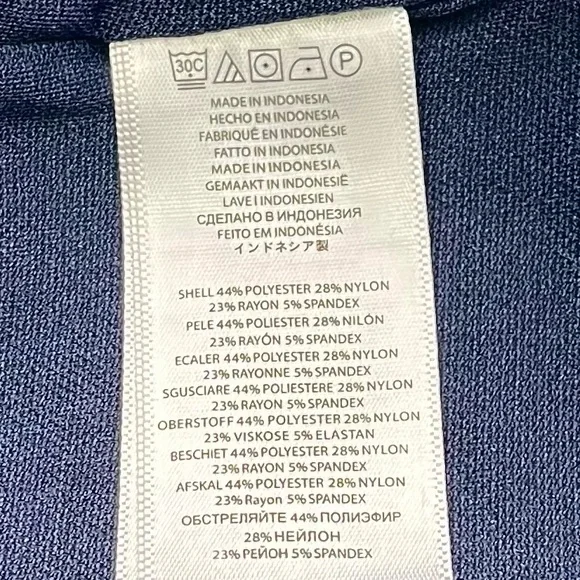 30C P
MADE IN INDONESIA
HECHO EN INDONESIA
FABRIQUÉ EN INDONÉSIE
FATTO IN INDONESIA
MADE IN INDONESIA
GEMAAKT IN INDONESIË
LAVE I INDONESIEN
СДЕЛАНО В ИНДОНЕЗИЯ
FEITO EM INDONÉSIA
インドネシア製
SHELL 44% POLYESTER 28% NYLON
23% RAYON 5% SPANDEX
PELE 44% POLIESTER 28% NILÓN
23% RAYÓN 5% SPANDEX
ECALER 44% POLYESTER 28% NYLON
23% RAYONNE 5% SPANDEX
SGUSCIARE 44% POLIESTERE 28% NYLON
23% RAYON 5% SPANDEX
OBERSTOFF 44% POLYESTER 28% NYLON
23% VISKOSE 5% ELASTAN
BESCHIET 44% POLYESTER 28% NYLON
23% RAYON 5% SPANDEX
AFSKAL 44% POLYESTER 28% NYLON
23% Rayon 5% SPANDEX
ОБСТРЕЛЯЙТЕ 44% ПОЛИЭФИР
28% НЕЙЛОН
23% РЕЙОН 5% SPANDEX